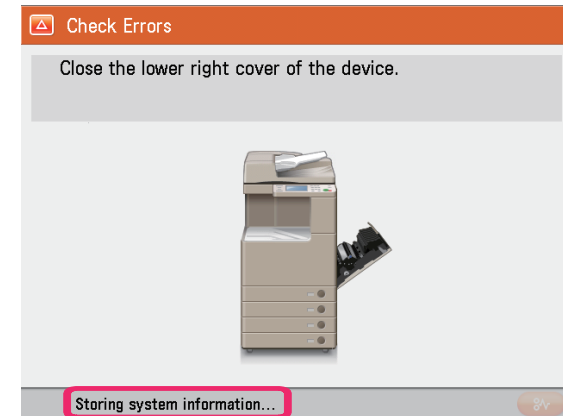 Check Errors
Close the lower right cover of the device.
Storing system information...